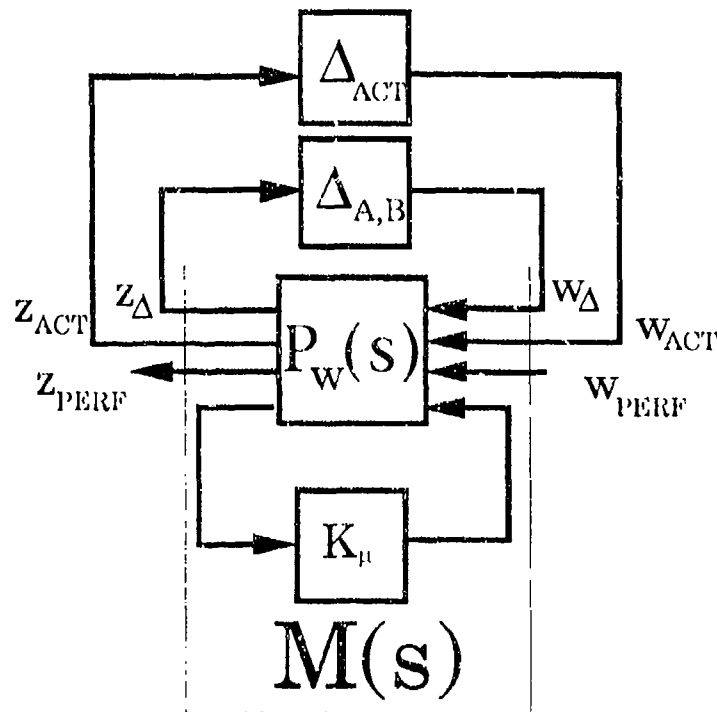 Δ_ACT
Δ_A,B
z_Δ
w_Δ
z_ACT
w_ACT
P_w(s)
z_PERF
w_PERF
K_μ
M(s)